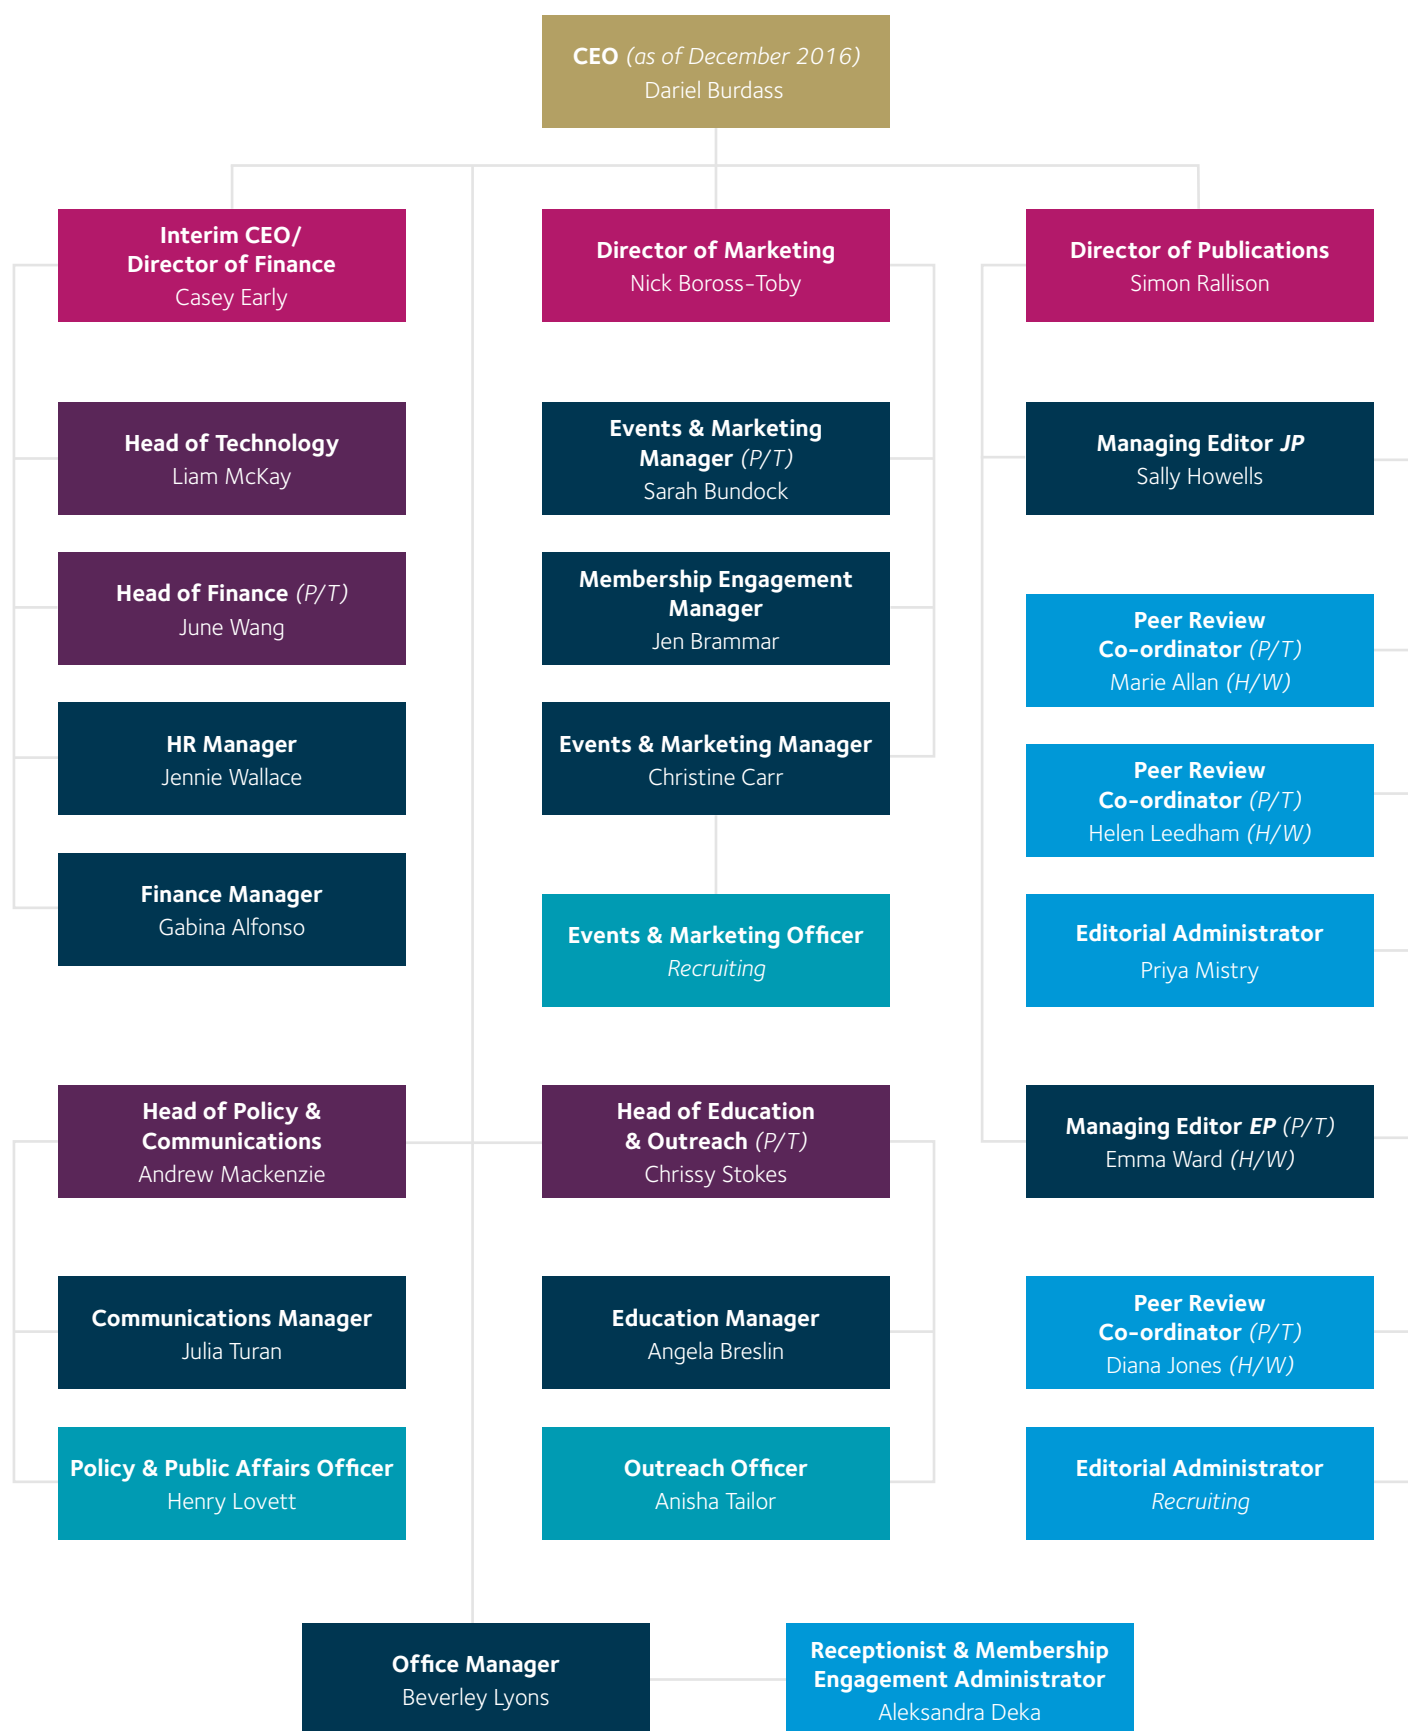 CEO (as of December 2016)
Dariel Burdass
Interim CEO/
Director of Finance
Casey Early
Director of Marketing
Nick Boross-Toby
Director of Publications
Simon Rallison
Head of Technology
Liam McKay
Events & Marketing
Manager (P/T)
Sarah Bundock
Managing Editor JP
Sally Howells
Head of Finance (P/T)
June Wang
Membership Engagement
Manager
Jen Brammar
Peer Review
Co-ordinator (P/T)
Marie Allan (H/W)
HR Manager
Jennie Wallace
Events & Marketing Manager
Christine Carr
Peer Review
Co-ordinator (P/T)
Helen Leedham (H/W)
Finance Manager
Gabina Alfonso
Events & Marketing Officer
Recruiting
Editorial Administrator
Priya Mistry
Head of Policy &
Communications
Andrew Mackenzie
Head of Education
& Outreach (P/T)
Chrissy Stokes
Managing Editor EP (P/T)
Emma Ward (H/W)
Communications Manager
Julia Turan
Education Manager
Angela Breslin
Peer Review
Co-ordinator (P/T)
Diana Jones (H/W)
Policy & Public Affairs Officer
Henry Lovett
Outreach Officer
Anisha Tailor
Editorial Administrator
Recruiting
Office Manager
Beverley Lyons
Receptionist & Membership
Engagement Administrator
Aleksandra Deka